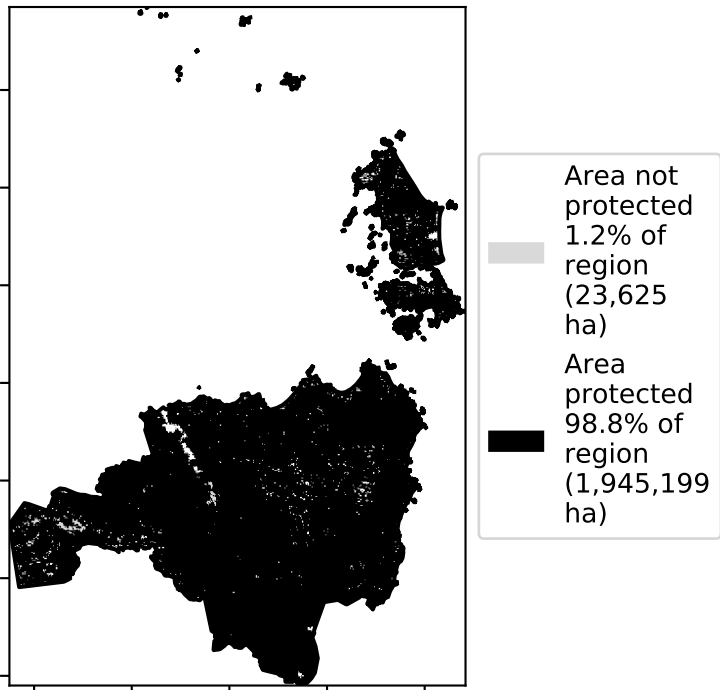 Area not
protected
1.2% of
region
(23,625
ha)
Area
protected
98.8% of
region
(1,945,199
ha)